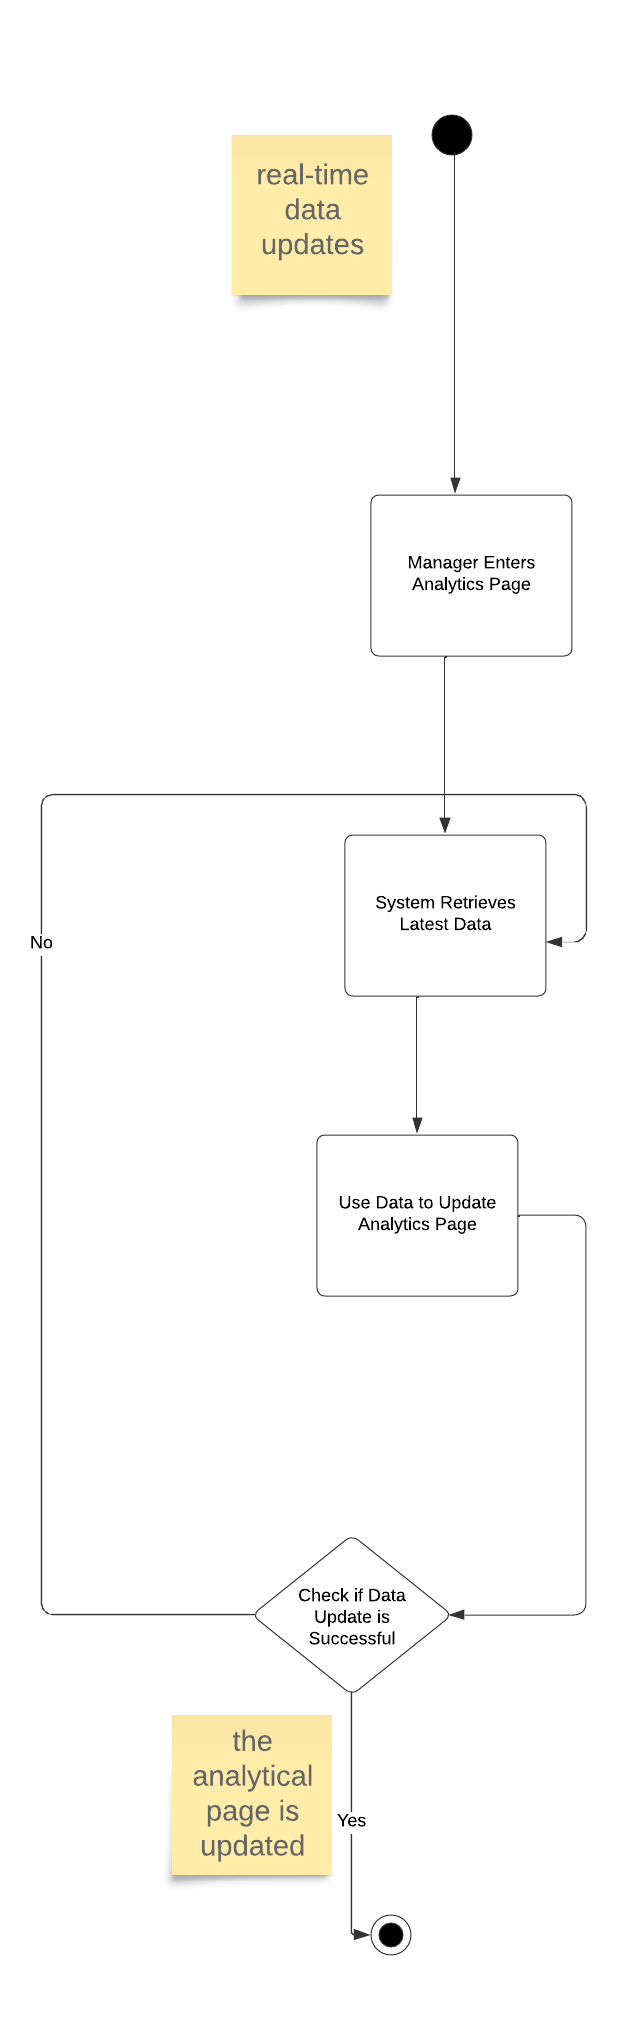 real-time
data
updates
Manager Enters
Analytics Page
System Retrieves
Latest Data
No
Use Data to Update
Analytics Page
Check if Data
Update is
Successful
the
analytical
page is
updated
Yes